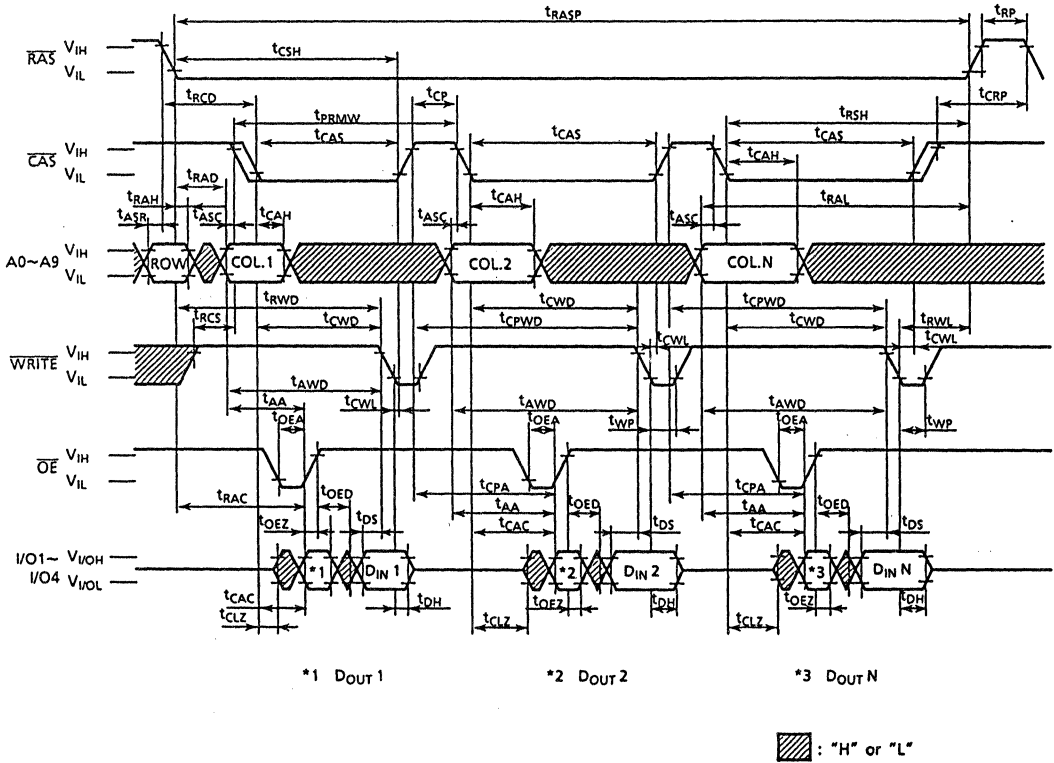 tRASP tRP
RAS VIH
VIL
tCSH
tRCD tCP tCRP
tPRMW tRSH
CAS VIH
VIL
tCAS tCAS tCAS
tRAD tCAH
tRAH tCAH tRAL
tASR tASC tCAH tASC tASC
A0~A9 VIH
VIL
ROW COL.1 COL.2 COL.N
tRWD tCWD tCPWD
tRCS tCWD tCPWD tCWD tRWL
tCWL tCWL
WRITE VIH
VIL
tAWD
tAA tCWL tAWD tAWD
tOEA tOEA tWP tOEA tWP
OE VIH
VIL
tRAC tCPA tCPA
tOED tAA tOED tAA tOED
tOEZ tDS tCAC tDS tCAC tDS
I/O1~ VI/OH
I/O4 VI/OL
*1 DIN 1 *2 DIN 2 *3 DIN N
tCAC tDH tOEZ tDH tOEZ tDH
tCLZ tCLZ tCLZ
*1 DOUT 1 *2 DOUT 2 *3 DOUT N
: "H" or "L"